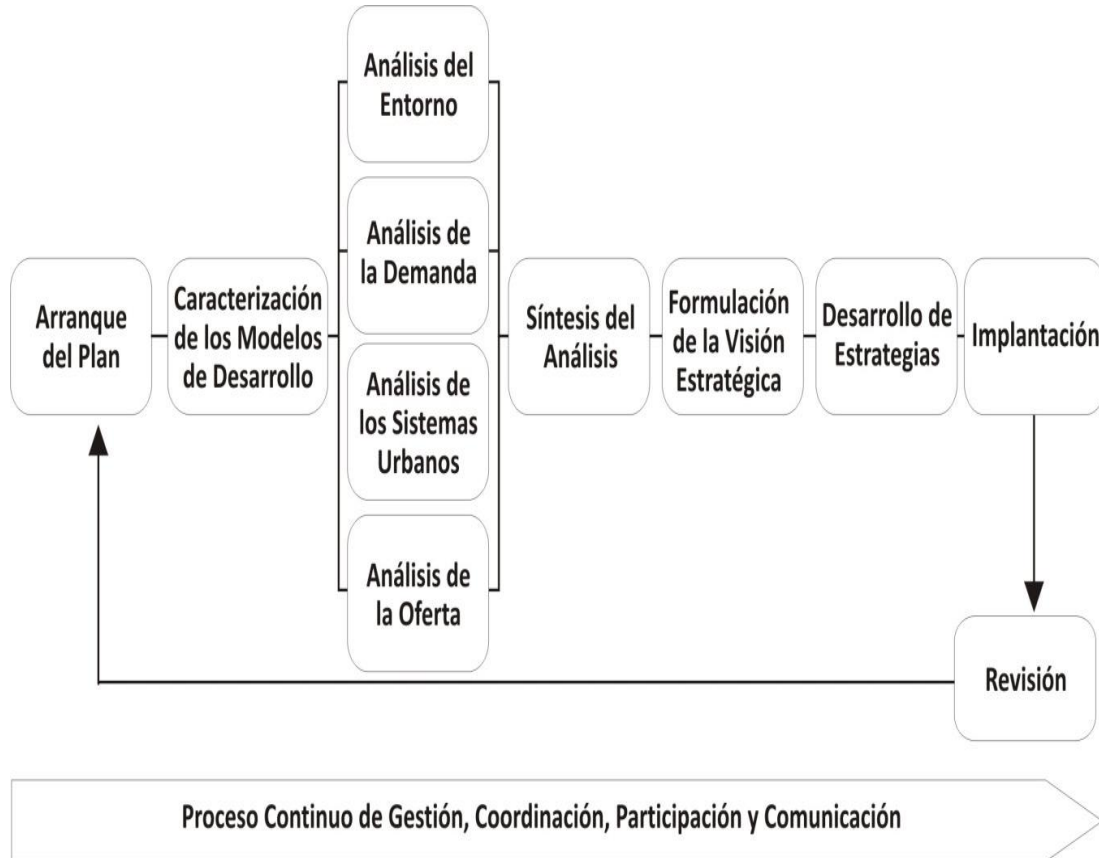 Arranque
del Plan
Caracterización
de los Modelos
de Desarrollo
Análisis del
Entorno
Análisis de
la Demanda
Análisis de
los Sistemas
Urbanos
Análisis de
la Oferta
Síntesis del
Análisis
Formulación
de la Visión
Estratégica
Desarrollo de
Estrategias
Implantación
Revisión
Proceso Continuo de Gestión, Coordinación, Participación y Comunicación